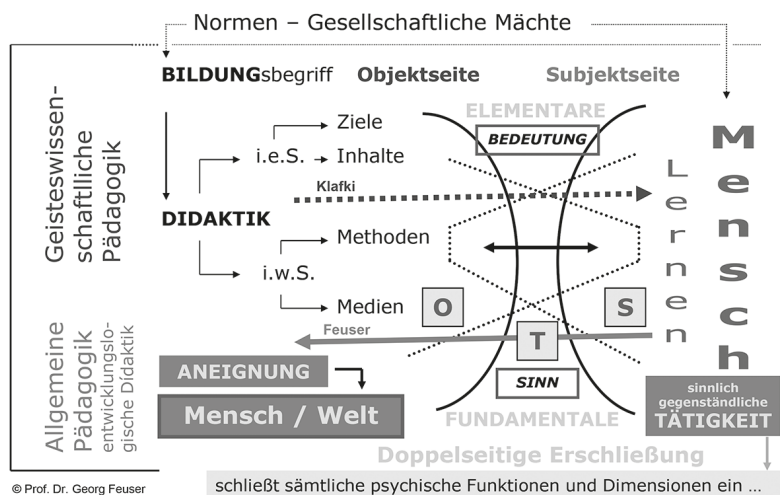 Normen – Gesellschaftliche Mächte
BILDUNGsbegriff Objektseite Subjektseite
Geisteswissen-
schaftlliche
Pädagogik
ELEMENTARE
BEDEUTUNG
Ziele
i.e.S. Inhalte
Klafki
DIDAKTIK
Methoden
i.w.S.
Medien
Lernen
Mensch
O
S
T
Feuser
Allgemeine
Pädagogik
entwicklungslo-
gische Didaktik
ANEIGNUNG
Mensch / Welt
SINN
FUNDAMENTALE
sinnlich
gegenständliche
TÄTIGKEIT
Doppelseitige Erschließung
schließt sämtliche psychische Funktionen und Dimensionen ein ...
© Prof. Dr. Georg Feuser